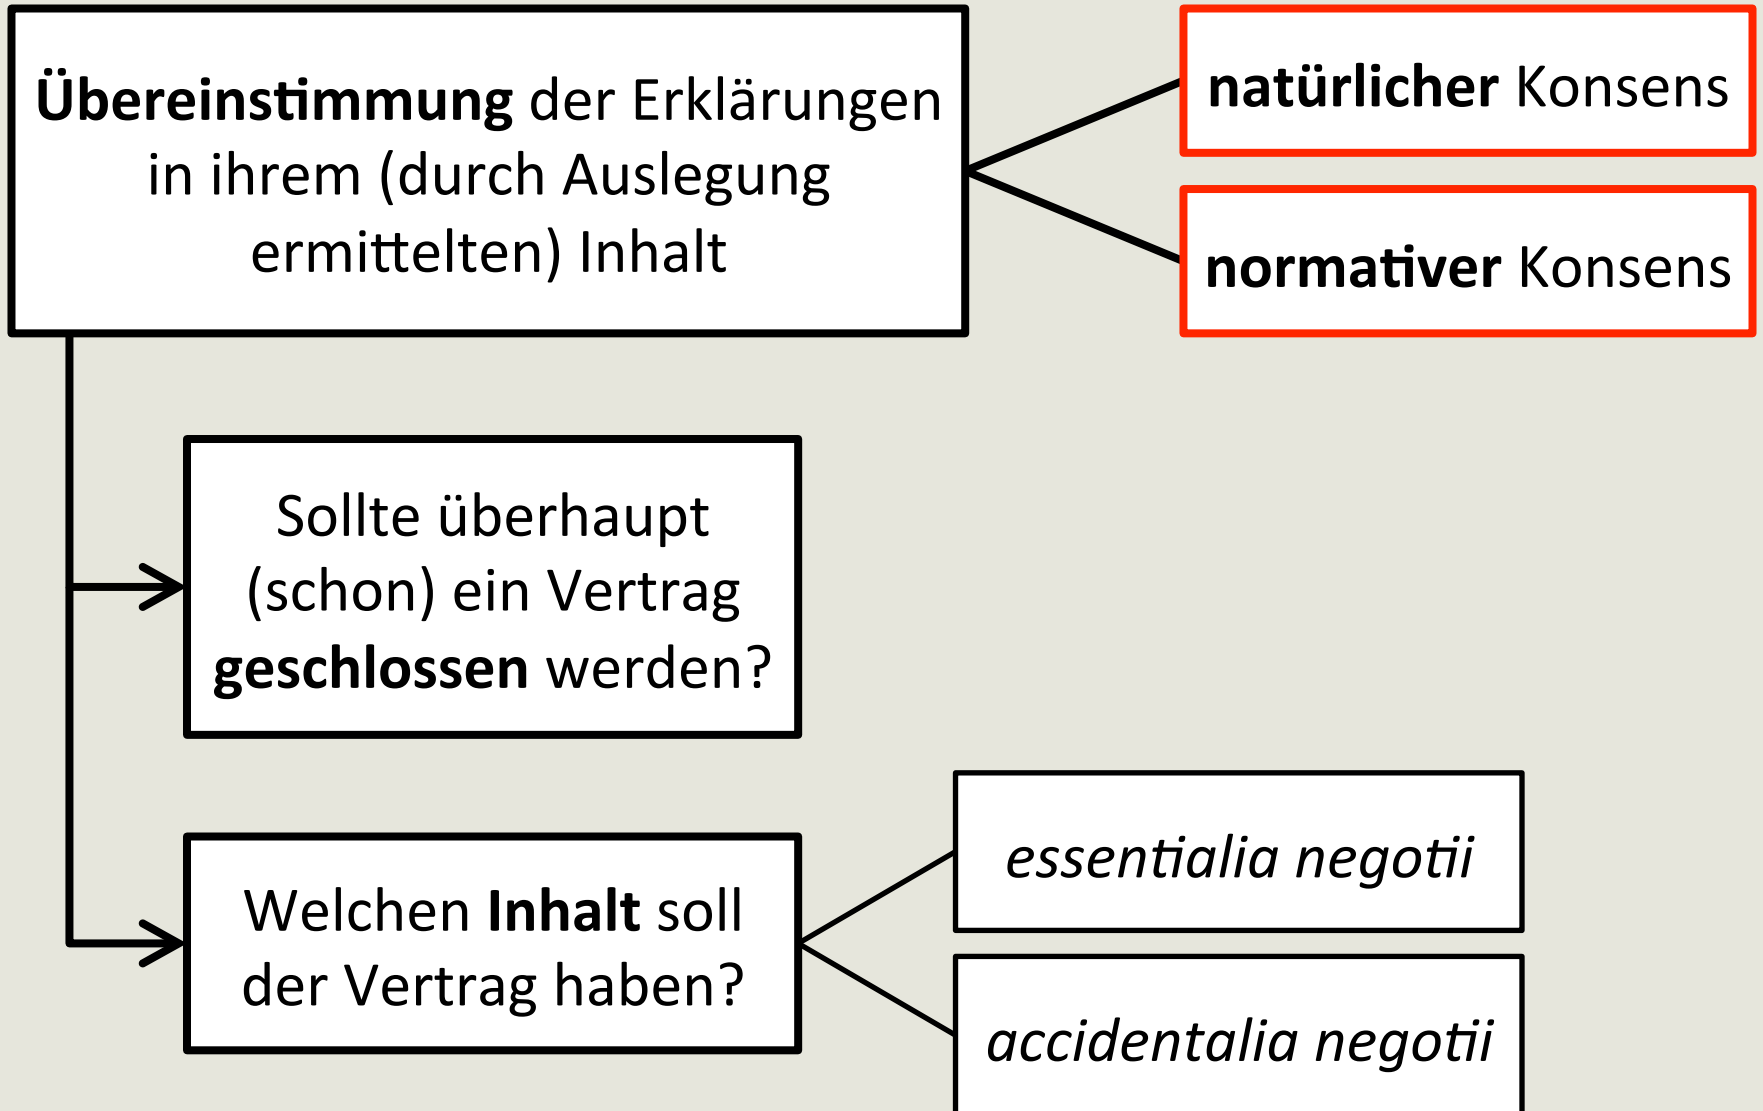 Übereinstimmung der Erklärungen
in ihrem (durch Auslegung
ermittelten) Inhalt
natürlicher Konsens
normativer Konsens
Sollte überhaupt
(schon) ein Vertrag
geschlossen werden?
Welchen Inhalt soll
der Vertrag haben?
essentialia negotii
accidentalia negotii